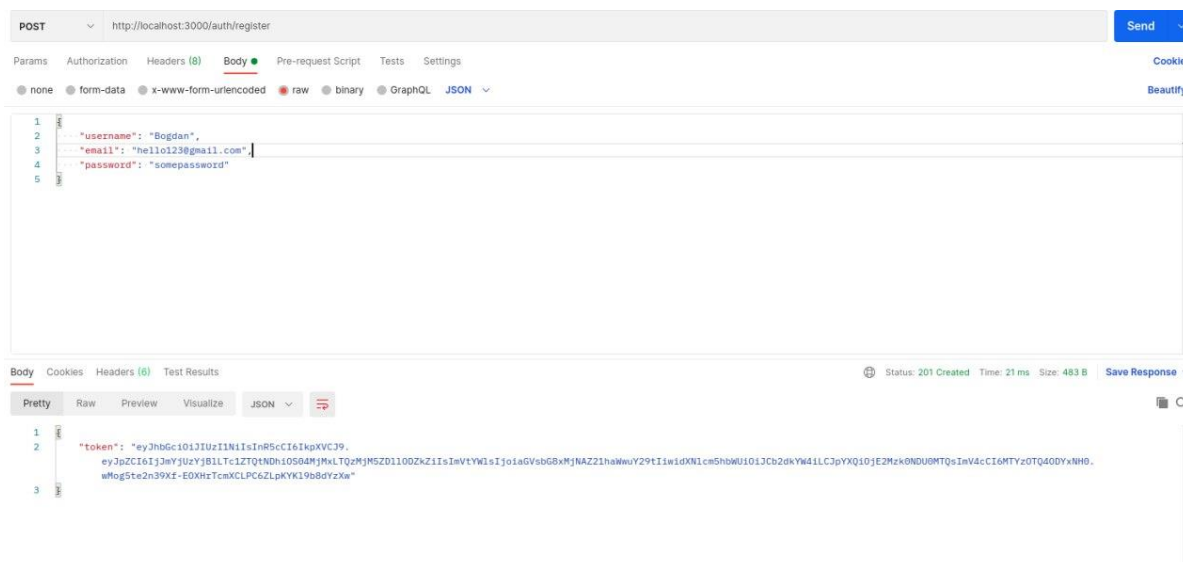 POST http://localhost:3000/auth/register Send
Params Authorization Headers (8) Body Pre-request Script Tests Settings Cookie
none form-data x-www-form-urlencoded raw binary GraphQL JSON Beautify
1 {
2 "username": "Bogdan",
3 "email": "hello123@gmail.com",
4 "password": "somepassword"
5 }
Body Cookies Headers (6) Test Results Status: 201 Created Time: 21 ms Size: 483 B Save Response
Pretty Raw Preview Visualize JSON
1 {
2 "token": "eyJhbGciOiJIUzI1NiIsInR5cCI6IkpXVCJ9.
3 }